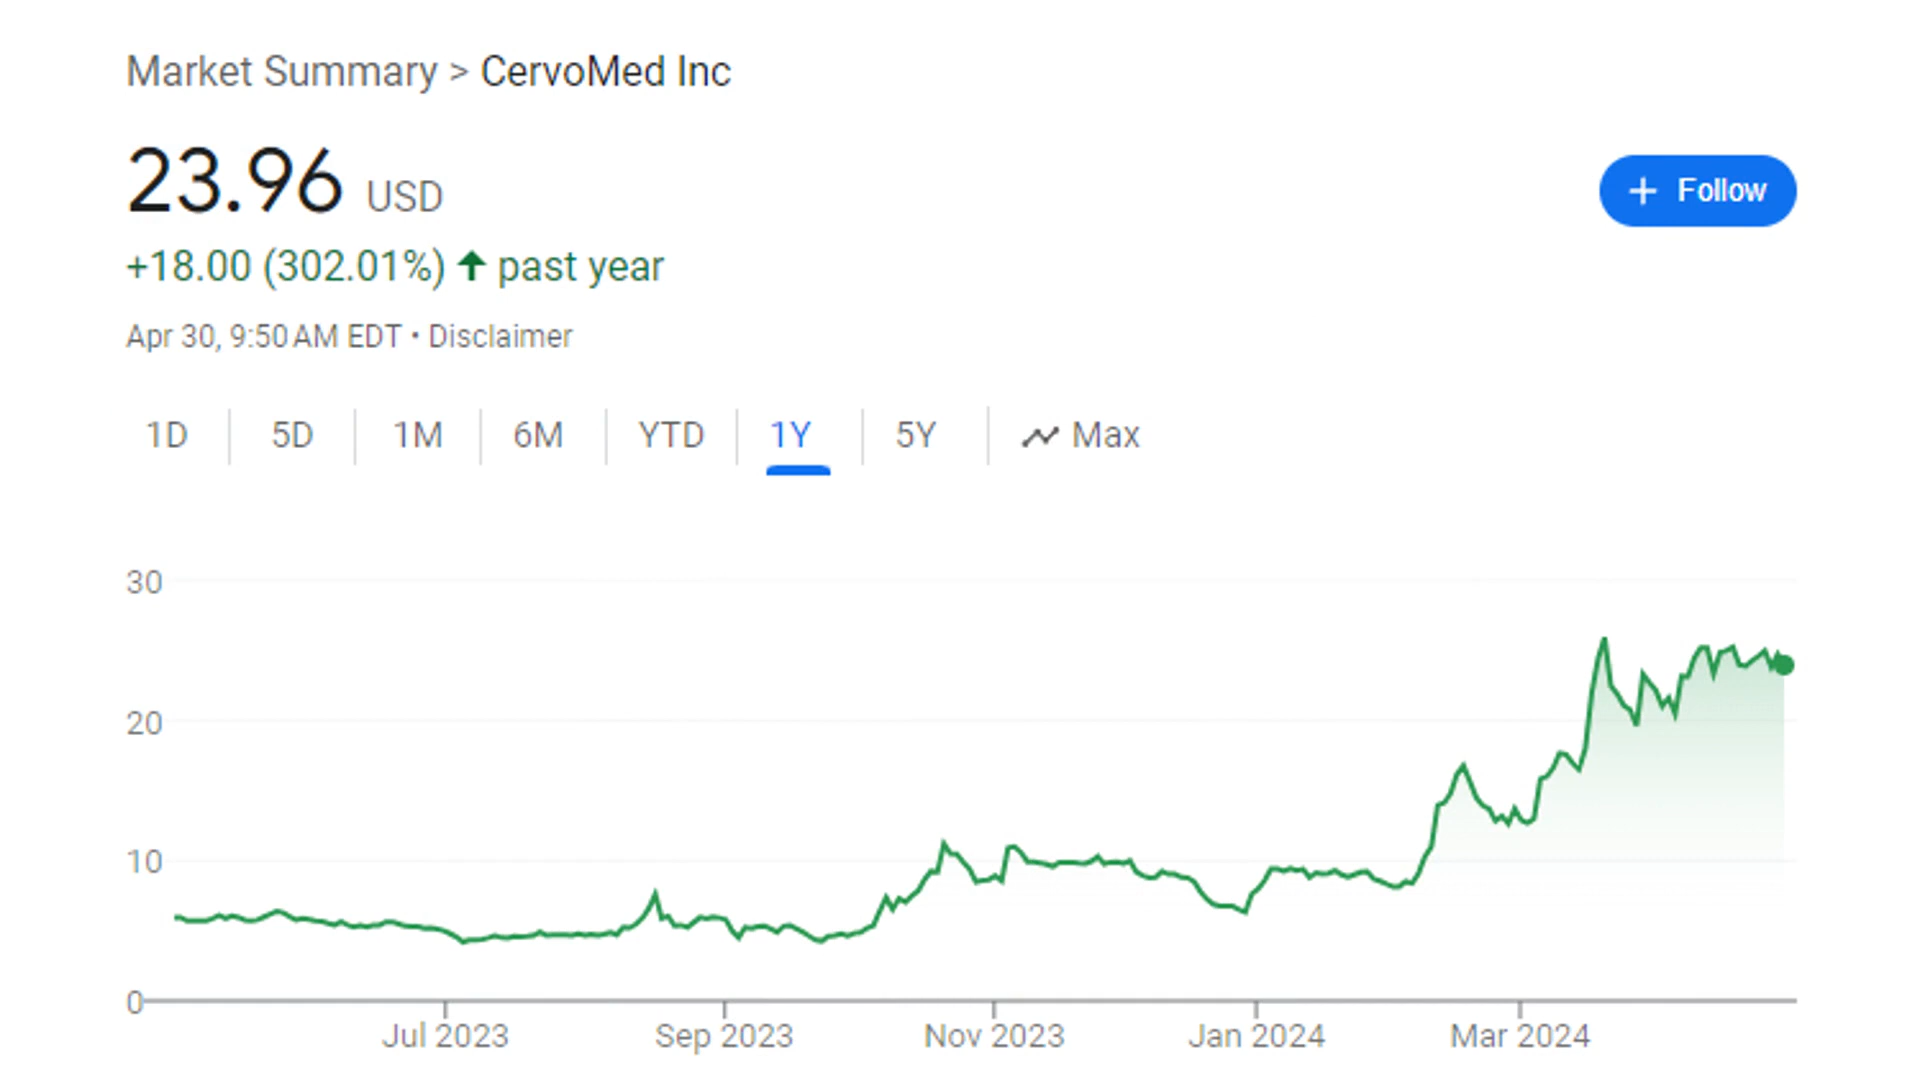 Market Summary > CervoMed Inc
23.96 USD
+ Follow
+18.00 (302.01%) ↑ past year
Apr 30, 9:50 AM EDT • Disclaimer
1D 5D 1M 6M YTD 1Y 5Y Max
30
20
10
0
Jul 2023 Sep 2023 Nov 2023 Jan 2024 Mar 2024